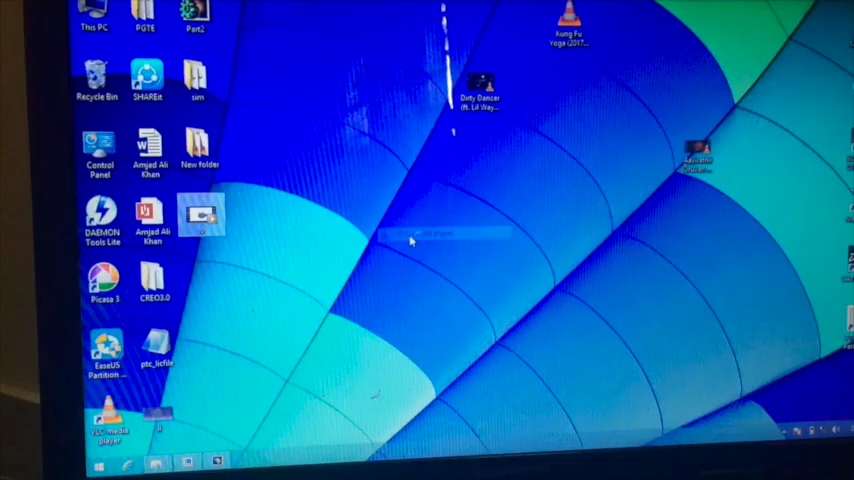 This PC
PGTE
Part2
Kung Fu
Yoga (2017...
Recycle Bin
SHAREit
sim
Dirty Dancer
(ft. Lil Way...
Control
Panel
Amjad Ali
Khan
New folder
DAEMON
Tools Lite
Amjad Ali
Khan
Picasa 3
CREO3.0
EaseUS
Partition ...
ptc_licfile
VLC media
player
media player